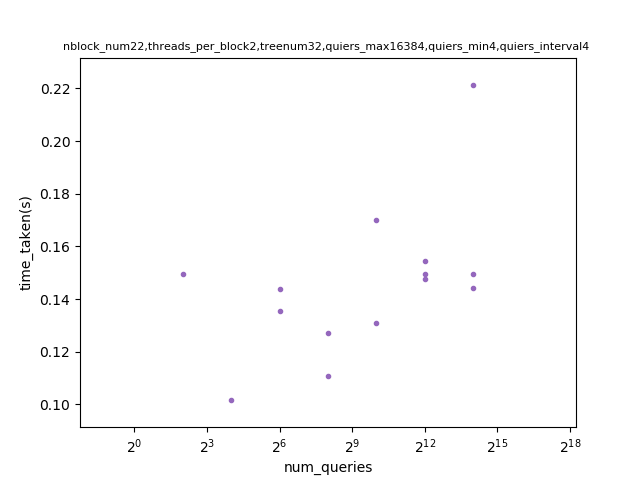 nblock_num22,threads_per_block2,treenum32,quiers_max16384,quiers_min4,quiers_interval4
0.22
0.20
0.18
0.16
0.14
0.12
0.10
time_taken(s)
2^0 2^3 2^6 2^9 2^12 2^15 2^18
num_queries